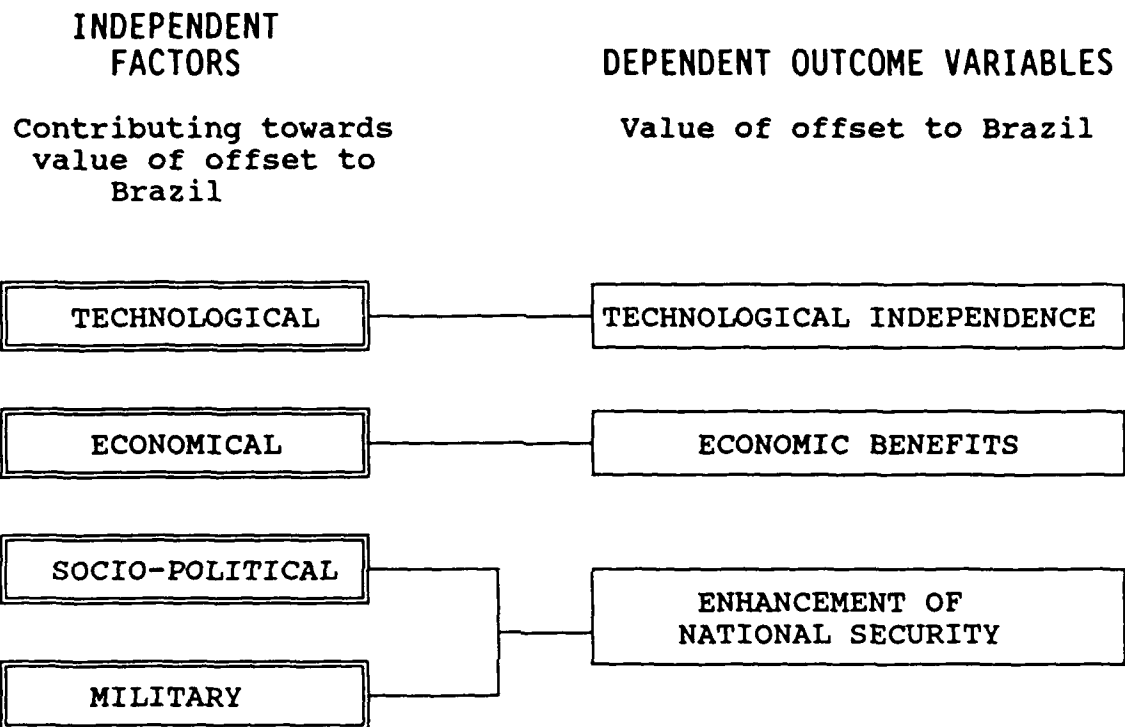 INDEPENDENT
FACTORS
Contributing towards
value of offset to
Brazil
DEPENDENT OUTCOME VARIABLES
Value of offset to Brazil
TECHNOLOGICAL
TECHNOLOGICAL INDEPENDENCE
ECONOMICAL
ECONOMIC BENEFITS
SOCIO-POLITICAL
ENHANCEMENT OF
NATIONAL SECURITY
MILITARY